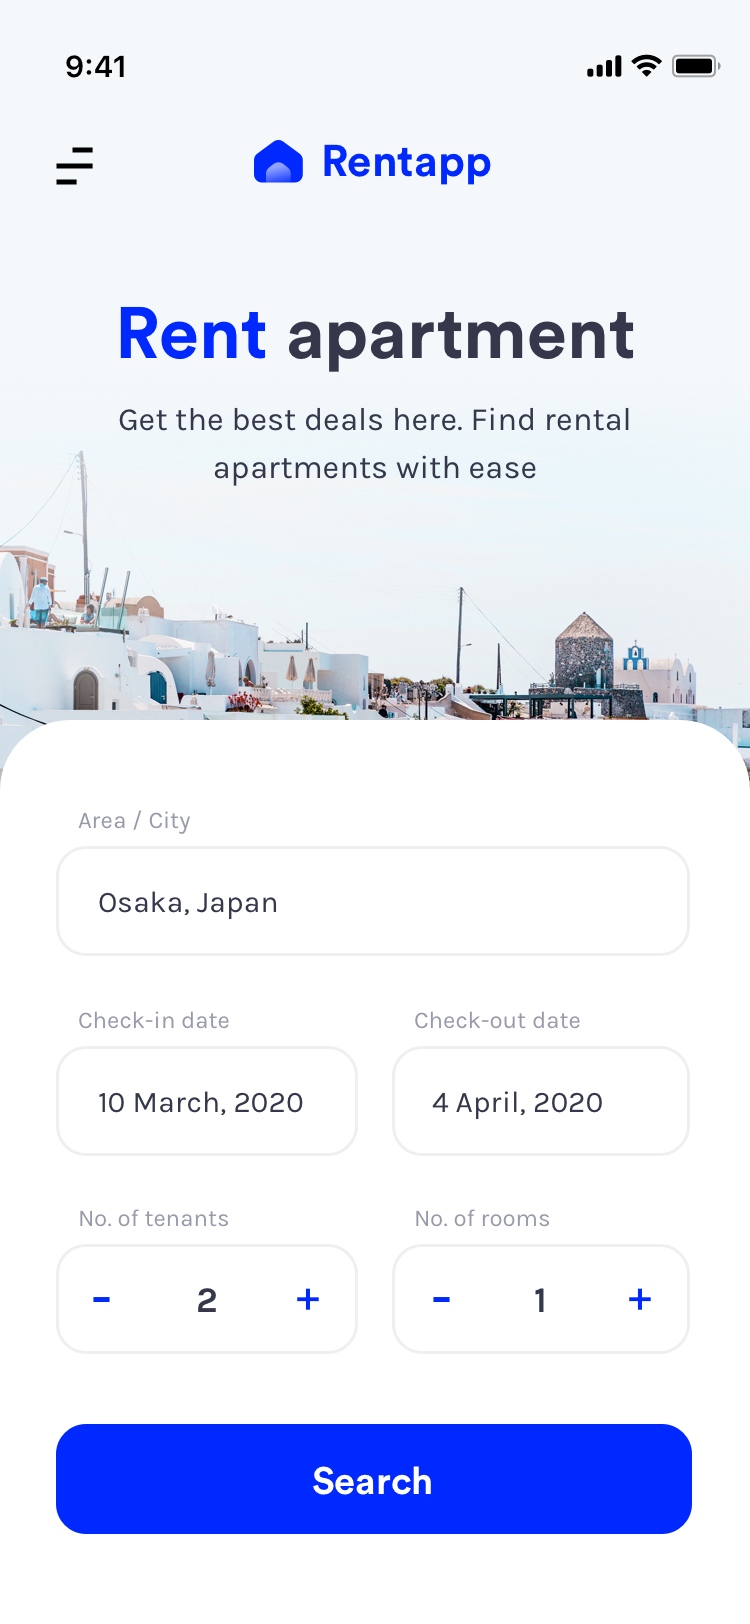 9:41
Rentapp
Rent apartment
Get the best deals here. Find rental
apartments with ease
Area / City
Osaka, Japan
Check-in date
Check-out date
10 March, 2020
4 April, 2020
No. of tenants
No. of rooms
- 2 +
- 1 +
Search